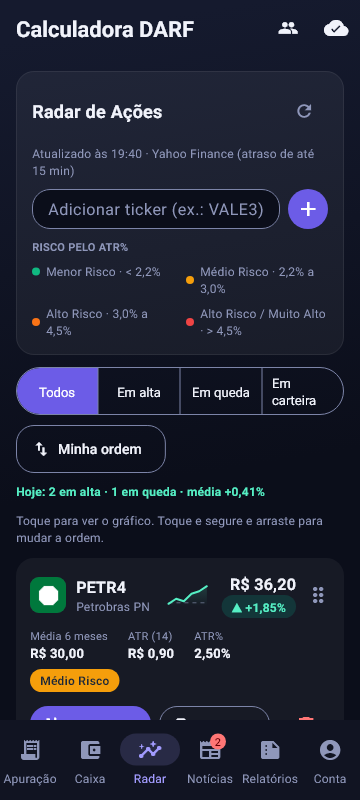 Calculadora DARF
Radar de Ações
Atualizado às 19:40 · Yahoo Finance (atraso de até
15 min)
Adicionar ticker (ex.: VALE3)
RISCO PELO ATR%
Menor Risco · < 2,2%
Médio Risco · 2,2% a
3,0%
Alto Risco · 3,0% a
4,5%
Alto Risco / Muito Alto
· > 4,5%
Todos
Em alta
Em queda
Em
carteira
Minha ordem
Hoje: 2 em alta · 1 em queda · média +0,41%
Toque para ver o gráfico. Toque e segure e arraste para
mudar a ordem.
PETR4
Petrobras PN
R$ 36,20
▲ +1,85%
Média 6 meses
R$ 30,00
ATR (14)
R$ 0,90
ATR%
2,50%
Médio Risco
2
Apuração
Caixa
Radar
Notícias
Relatórios
Conta